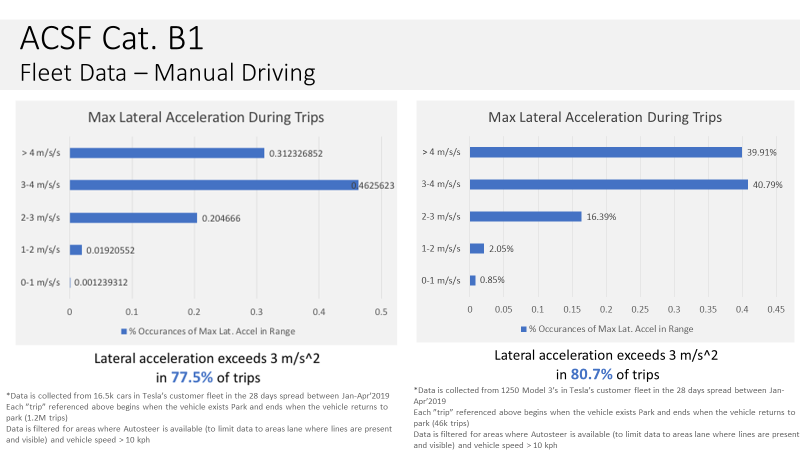 ACSF Cat. B1
Fleet Data – Manual Driving
Max Lateral Acceleration During Trips
> 4 m/s/s
0.312326852
3-4 m/s/s
0.4625623
2-3 m/s/s
0.204666
1-2 m/s/s
0.01920552
0-1 m/s/s
0.001239312
0 0.1 0.2 0.3 0.4 0.5
% Occurances of Max Lat. Accel in Range
Lateral acceleration exceeds 3 m/s^2
in 77.5% of trips
*Data is collected from 16.5k cars in Tesla's customer fleet in the 28 days spread between Jan-Apr'2019
Each "trip" referenced above begins when the vehicle exists Park and ends when the vehicle returns to
park (1.2M trips)
Data is filtered for areas where Autosteer is available (to limit data to areas lane where lines are present
and visible) and vehicle speed > 10 kph
Max Lateral Acceleration During Trips
> 4 m/s/s
39.91%
3-4 m/s/s
40.79%
2-3 m/s/s
16.39%
1-2 m/s/s
2.05%
0-1 m/s/s
0.85%
0 0.05 0.1 0.15 0.2 0.25 0.3 0.35 0.4 0.45
% Occurances of Max Lat. Accel in Range
Lateral acceleration exceeds 3 m/s^2
in 80.7% of trips
*Data is collected from 1250 Model 3's in Tesla's customer fleet in the 28 days spread between Jan-
Apr'2019
Each "trip" referenced above begins when the vehicle exists Park and ends when the vehicle returns to
park (46k trips)
Data is filtered for areas where Autosteer is available (to limit data to areas lane where lines are present
and visible) and vehicle speed > 10 kph